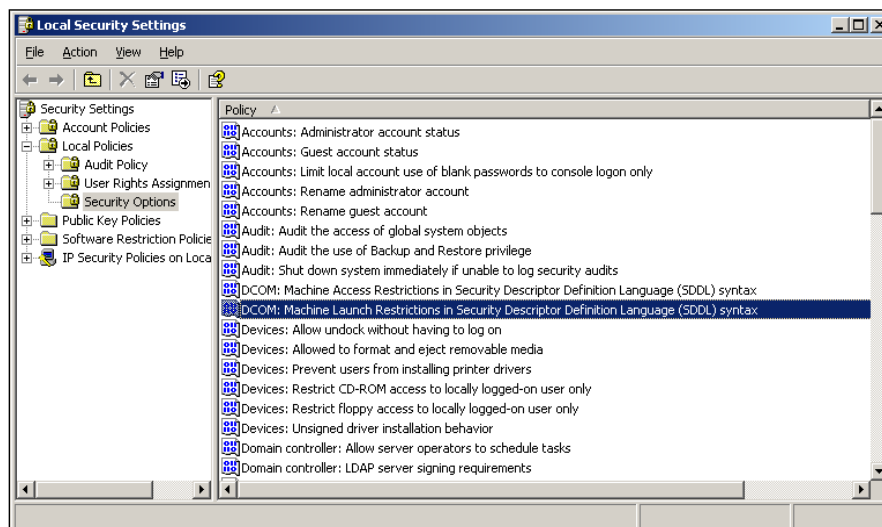 Local Security Settings
File Action View Help
Security Settings
Account Policies
Local Policies
Audit Policy
User Rights Assignmen
Security Options
Public Key Policies
Software Restriction Policie
IP Security Policies on Loca
Policy
Accounts: Administrator account status
Accounts: Guest account status
Accounts: Limit local account use of blank passwords to console logon only
Accounts: Rename administrator account
Accounts: Rename guest account
Audit: Audit the access of global system objects
Audit: Audit the use of Backup and Restore privilege
Audit: Shut down system immediately if unable to log security audits
DCOM: Machine Access Restrictions in Security Descriptor Definition Language (SDDL) syntax
DCOM: Machine Launch Restrictions in Security Descriptor Definition Language (SDDL) syntax
Devices: Allow undock without having to log on
Devices: Allowed to format and eject removable media
Devices: Prevent users from installing printer drivers
Devices: Restrict CD-ROM access to locally logged-on user only
Devices: Restrict floppy access to locally logged-on user only
Devices: Unsigned driver installation behavior
Domain controller: Allow server operators to schedule tasks
Domain controller: LDAP server signing requirements